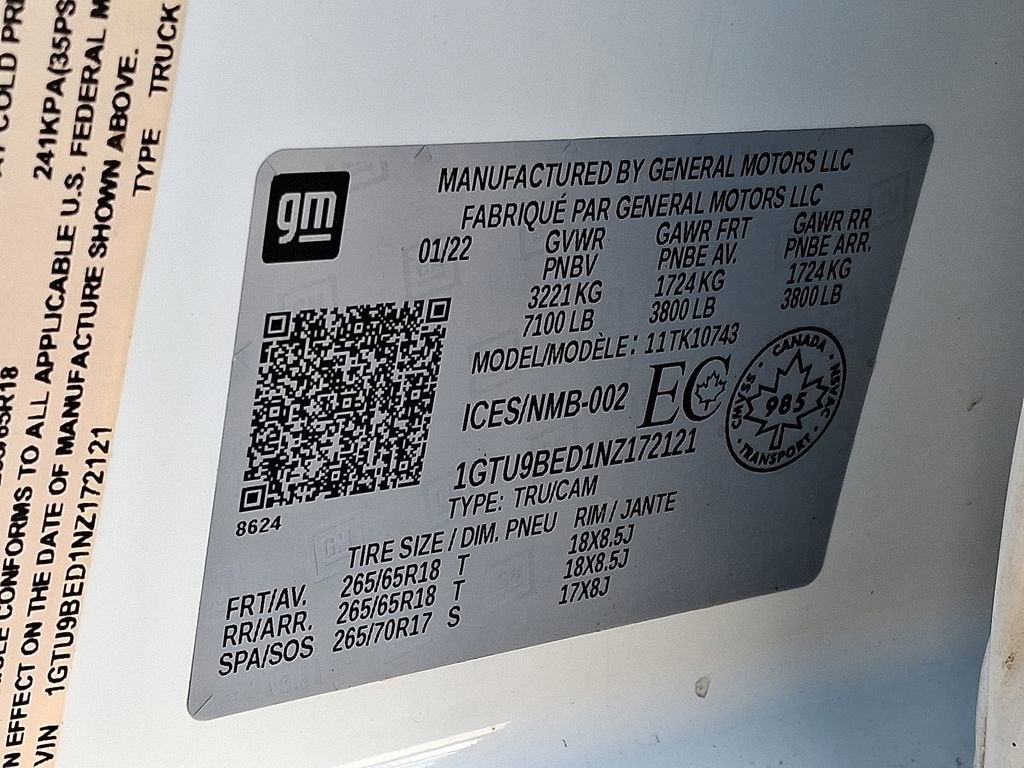 241KPA(35PS
N EFFECT ON THE DATE OF MANUFACTURE SHOWN ABOVE.
CONFORMS TO ALL APPLICABLE U.S. FEDERAL M
VIN 1GTU9BED1NZ172121
TYPE TRUCK
gm
MANUFACTURED BY GENERAL MOTORS LLC
FABRIQUÉ PAR GENERAL MOTORS LLC
01/22 GVWR GAWR FRT GAWR RR
PNBV PNBE AV. PNBE ARR.
3221 KG 1724 KG 1724 KG
7100 LB 3800 LB 3800 LB
MODEL/MODÈLE: 11TK10743
ICES/NMB-002 EC
CANADA
CMVSS 985 NSVAC
TRANSPORT
1GTU9BED1NZ172121
TYPE: TRU/CAM
8624
TIRE SIZE / DIM. PNEU RIM / JANTE
FRT/AV. 265/65R18 T 18X8.5J
RR/ARR. 265/65R18 T 18X8.5J
SPA/SOS 265/70R17 S 17X8J